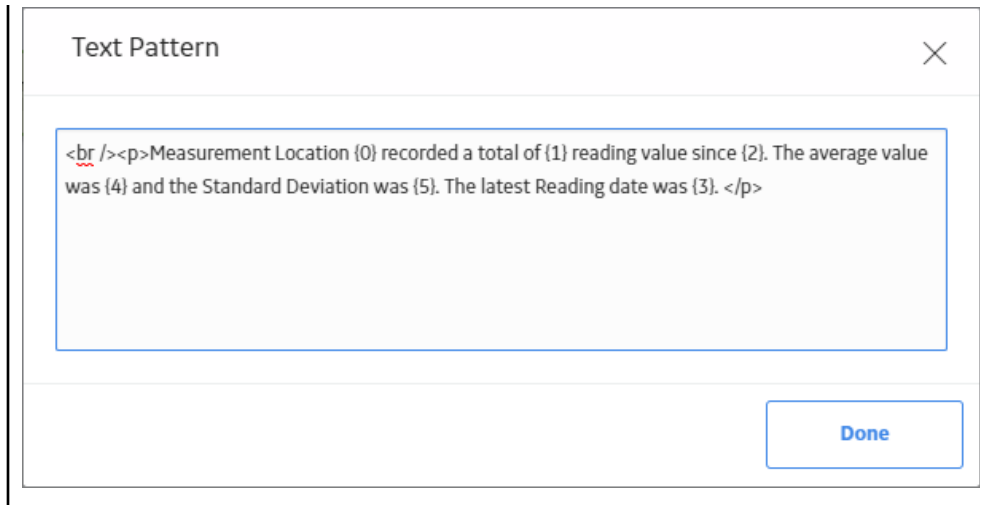 Text Pattern
<br /><p>Measurement Location {0} recorded a total of {1} reading value since {2}. The average value
was {4} and the Standard Deviation was {5}. The latest Reading date was {3}. </p>
Done